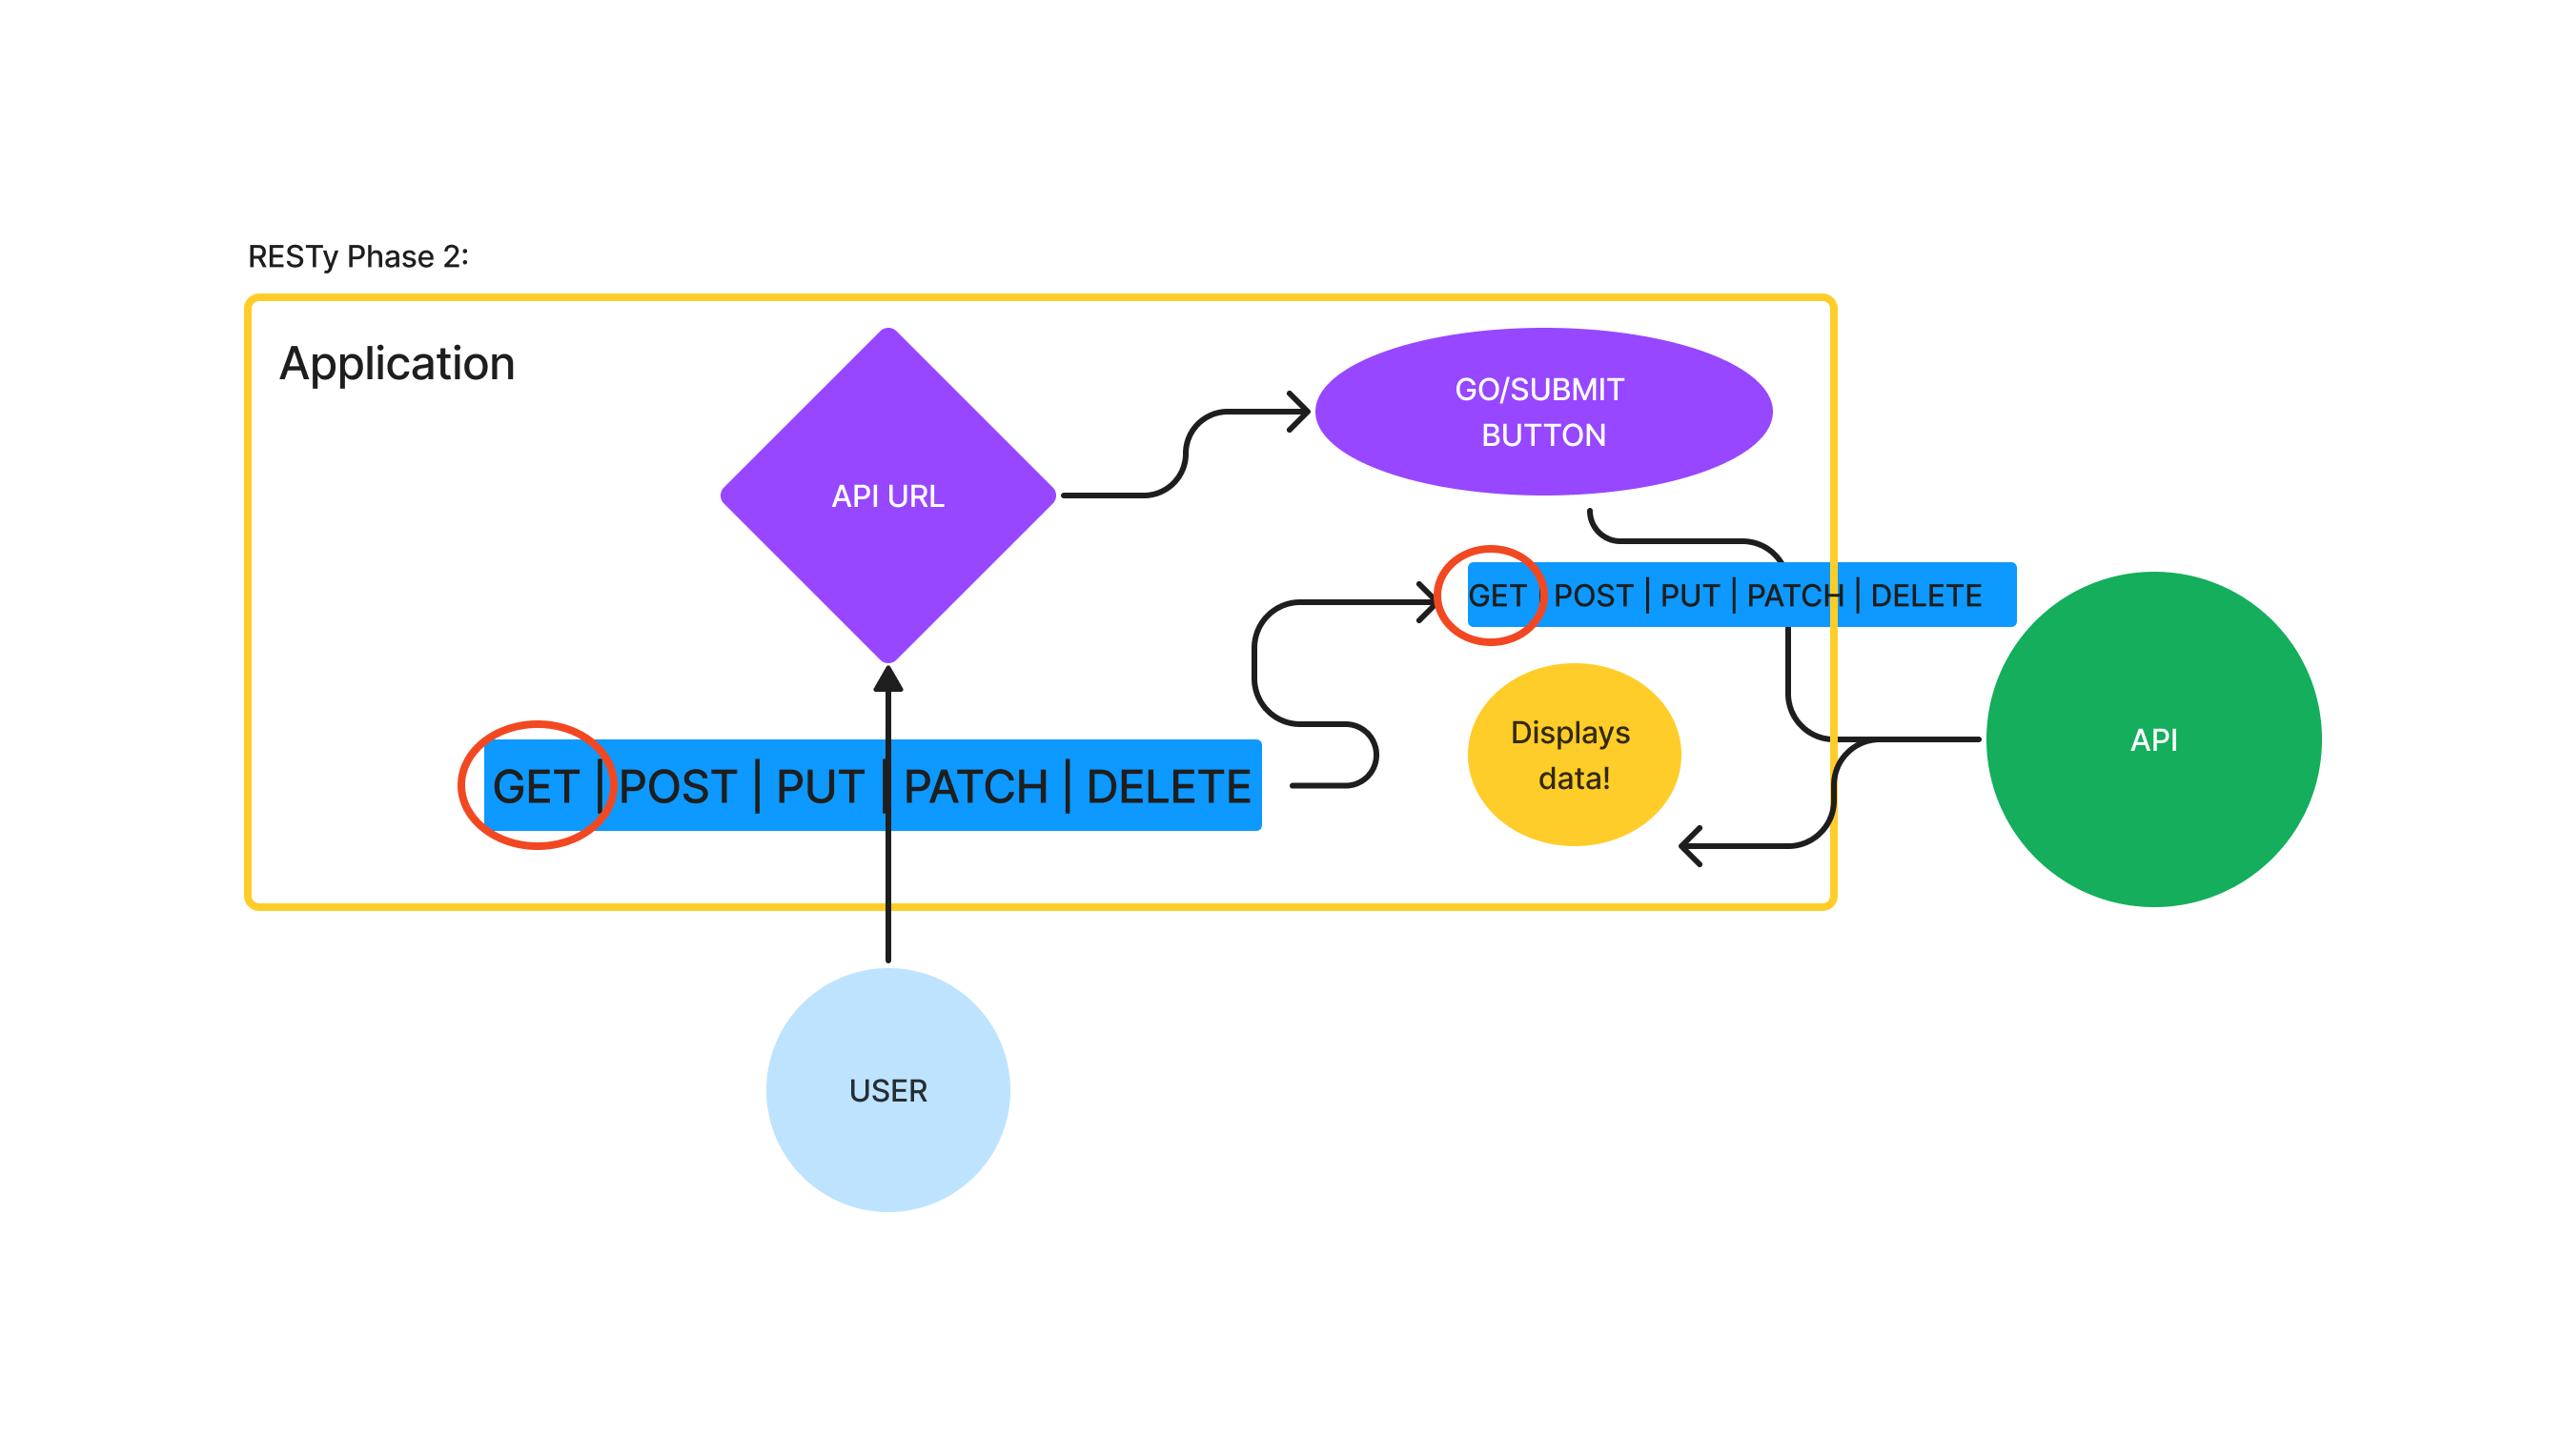 RESTy Phase 2:
Application
GO/SUBMIT
BUTTON
API URL
GET | POST | PUT | PATCH | DELETE
Displays
data!
API
GET | POST | PUT | PATCH | DELETE
USER